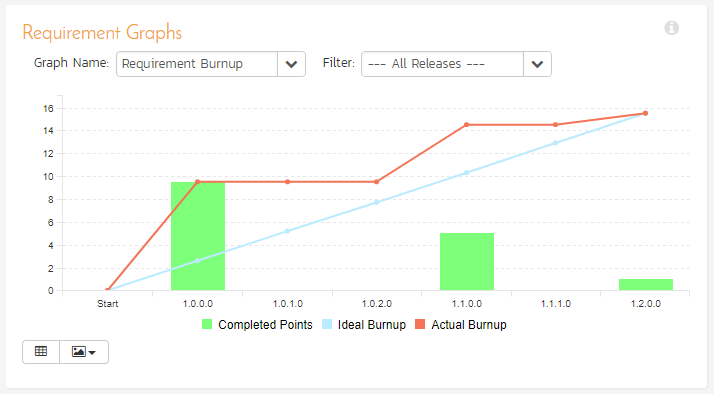 Requirement Graphs
Graph Name: Requirement Burnup Filter: --- All Releases ---
16
14
12
10
8
6
4
2
0
Start 1.0.0.0 1.0.1.0 1.0.2.0 1.1.0.0 1.1.1.0 1.2.0.0
Completed Points Ideal Burnup Actual Burnup